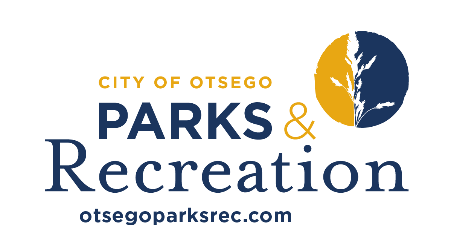 CITY OF OTSEGO
PARKS &
Recreation
otsegoparksrec.com